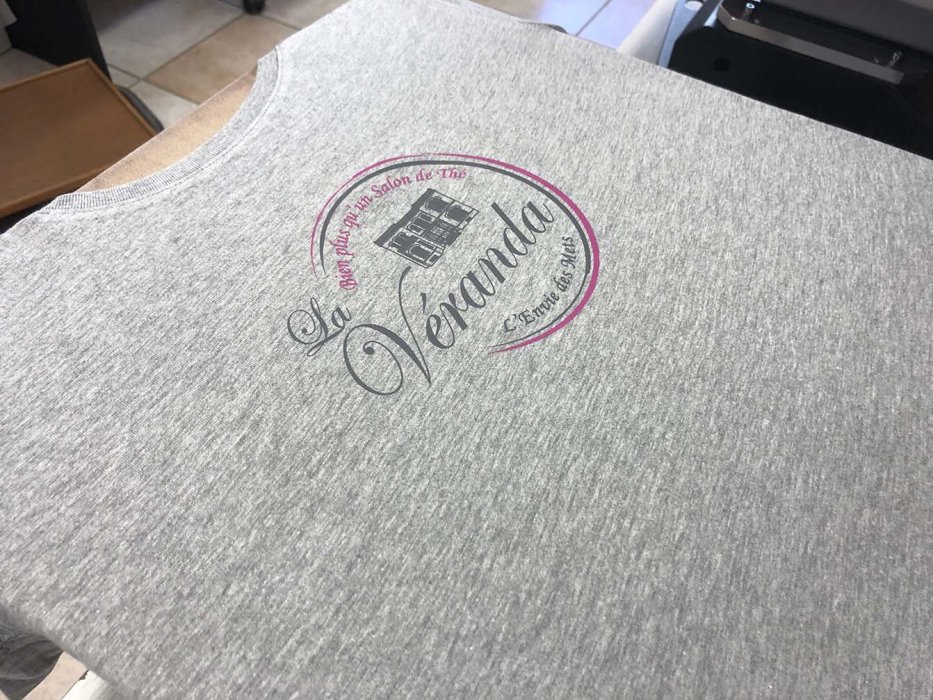 Bien plus qu'un Salon de Thé
La
Véranda
L'Envie des Mets